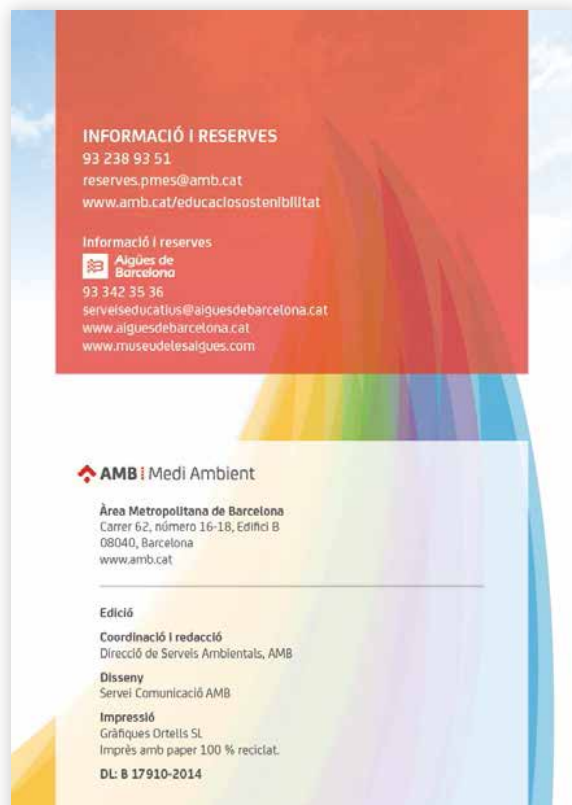 INFORMACIÓ I RESERVES
93 238 93 51
reserves.pmes@amb.cat
www.amb.cat/educaciosostenibilitat
Informació i reserves
Aigües de
Barcelona
93 342 35 36
serveiseducatius@aiguesdebarcelona.cat
www.aiguesdebarcelona.cat
www.museudelesaigues.com
AMB Medi Ambient
Àrea Metropolitana de Barcelona
Carrer 62, número 16-18, Edifici B
08040, Barcelona
www.amb.cat
Edició
Coordinació i redacció
Direcció de Serveis Ambientals, AMB
Disseny
Servei Comunicació AMB
Impressió
Gràfiques Ortells SL
Imprès amb paper 100 % reciclat.
DL: B 17910-2014